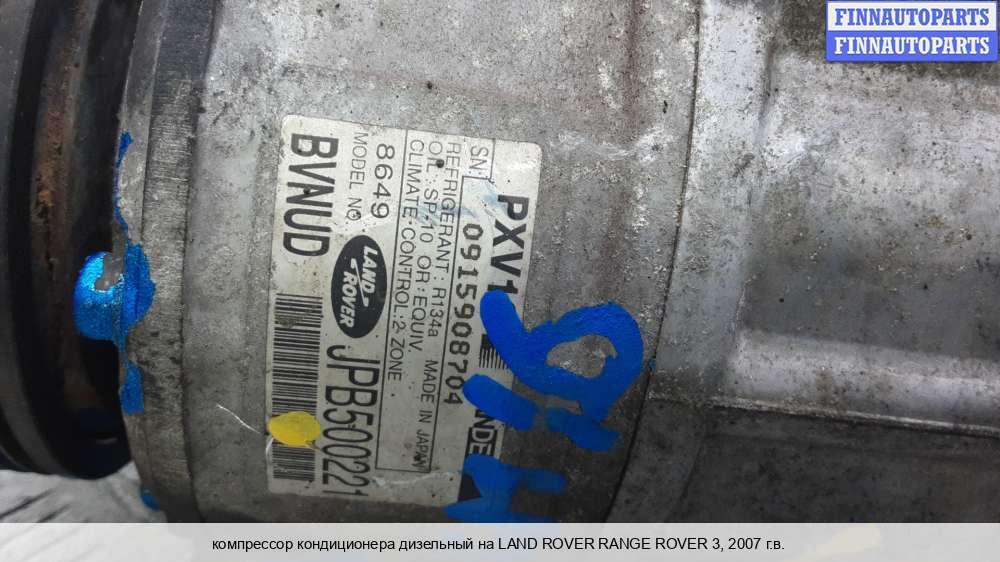 FINNAUTOPARTS
FINNAUTOPARTS
PXV1
SN. 0915908704
REFRIGERANT: R134a MADE IN JAPAN
OIL: SP-10 OR EQUIV.
CLIMATE CONTROL: 2 ZONE
8649
MODEL NO.
LAND
ROVER
BVWUD
JPB500221
компрессор кондиционера дизельный на LAND ROVER RANGE ROVER 3, 2007 г.в.